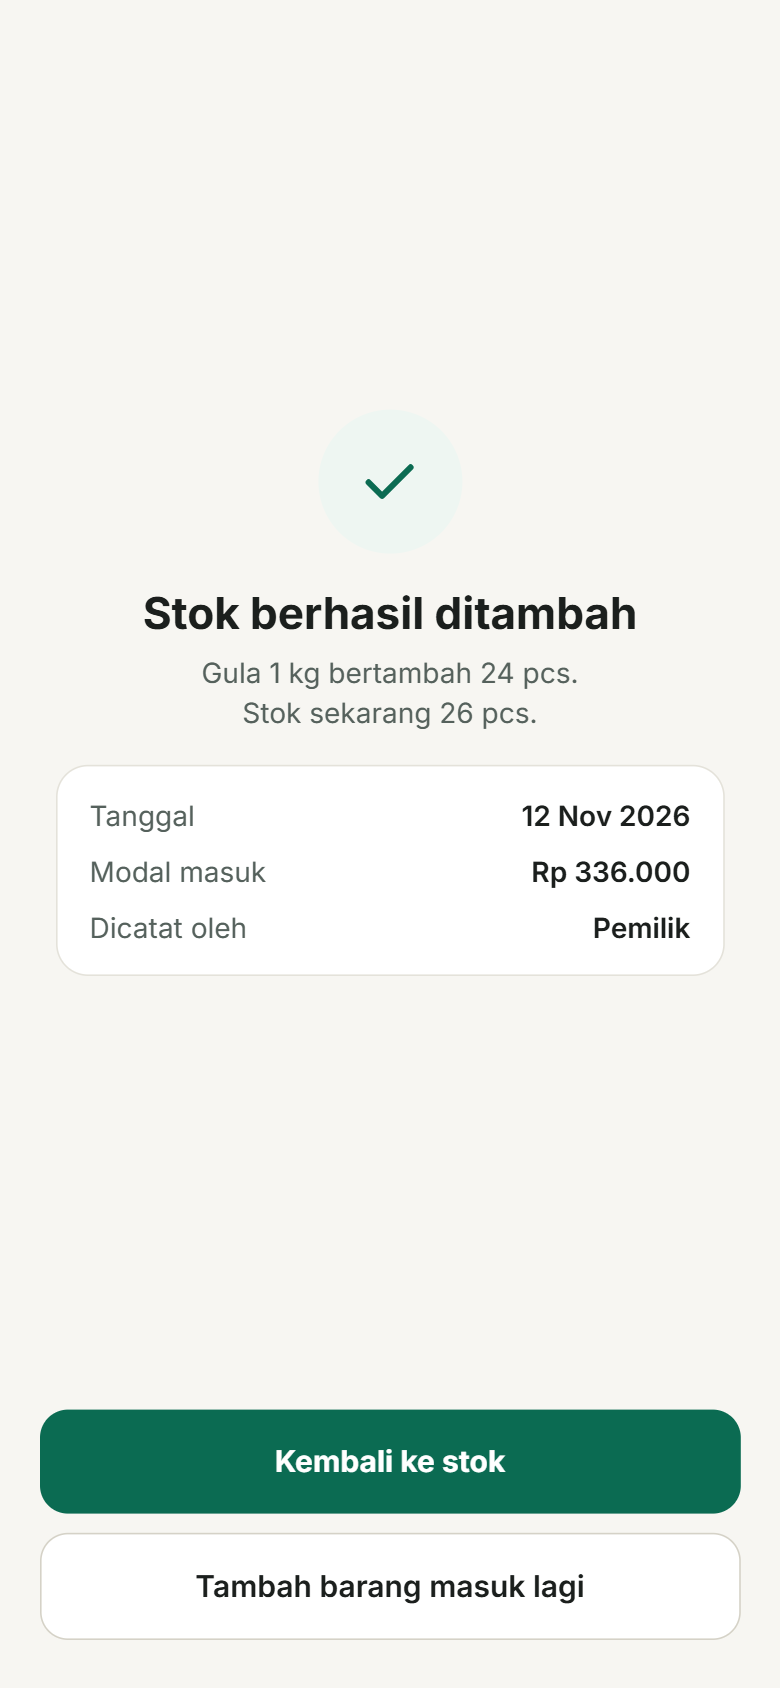 Stok berhasil ditambah
Gula 1 kg bertambah 24 pcs.
Stok sekarang 26 pcs.
Tanggal 12 Nov 2026
Modal masuk Rp 336.000
Dicatat oleh Pemilik
Kembali ke stok
Tambah barang masuk lagi